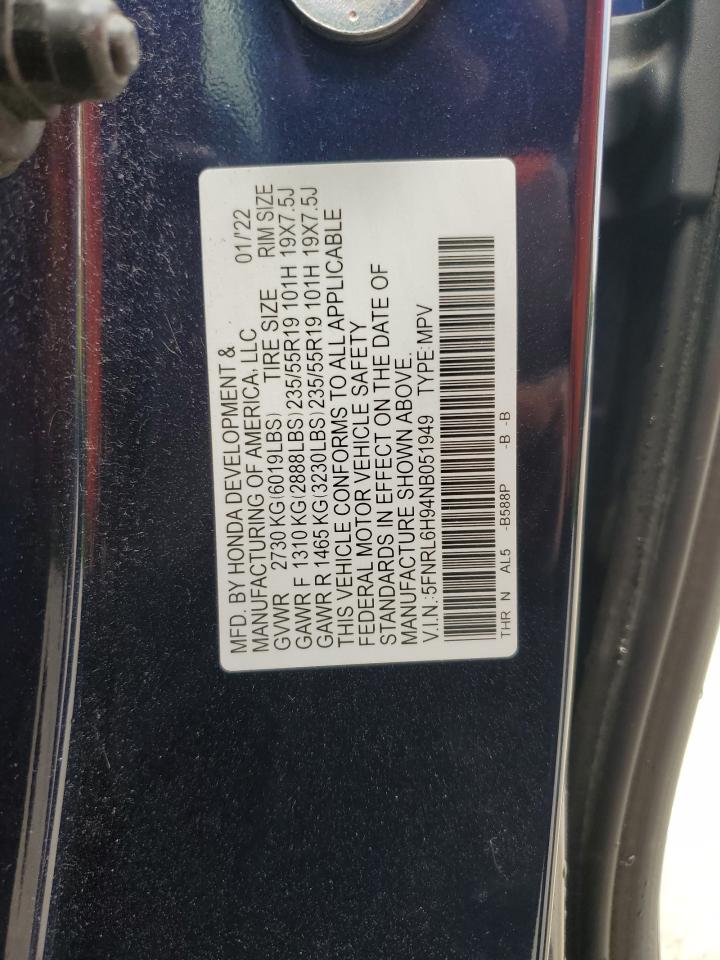 MFD. BY HONDA DEVELOPMENT &
MANUFACTURING OF AMERICA, LLC 01/'22
GVWR 2730 KG(6019LBS) TIRE SIZE RIM SIZE
GAWR F 1310 KG(2888LBS) 235/55R19 101H 19X7.5J
GAWR R 1465 KG(3230LBS) 235/55R19 101H 19X7.5J
THIS VEHICLE CONFORMS TO ALL APPLICABLE
FEDERAL MOTOR VEHICLE SAFETY
STANDARDS IN EFFECT ON THE DATE OF
MANUFACTURE SHOWN ABOVE.
V.I.N.:5FNRL6H94NB051949 TYPE:MPV
THR N AL5 -B588P -B -B